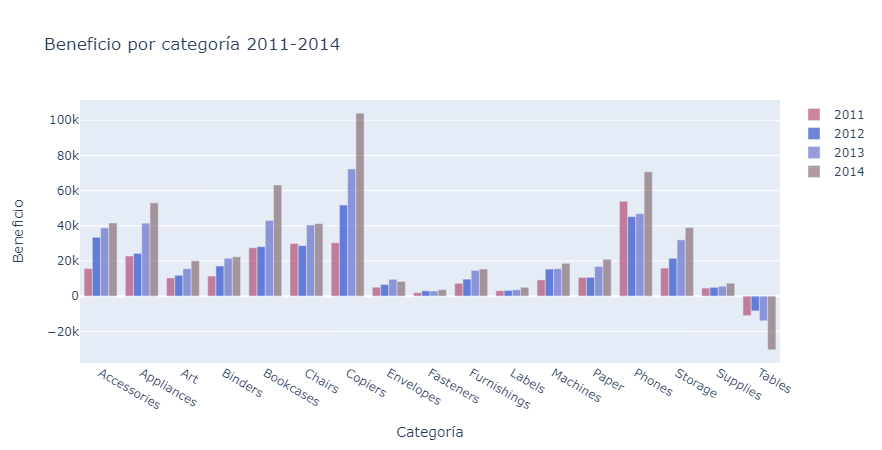 Beneficio por categoría 2011-2014
100k
80k
60k
40k
20k
0
−20k
Beneficio
Accessories
Appliances
Art
Binders
Bookcases
Chairs
Copiers
Envelopes
Fasteners
Furnishings
Labels
Machines
Paper
Phones
Storage
Supplies
Tables
Categoría
2011
2012
2013
2014